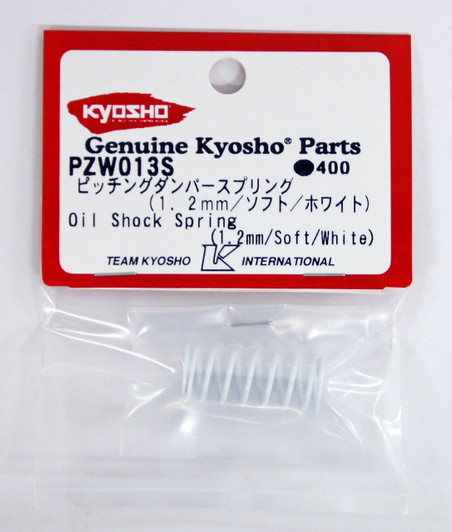 KYOSHO
Genuine Kyosho® Parts
PZW013S ●400
ピッチングダンパースプリング
(1.2mm/ソフト/ホワイト)
Oil Shock Spring
(1.2mm/Soft/White)
TEAM KYOSHO K INTERNATIONAL